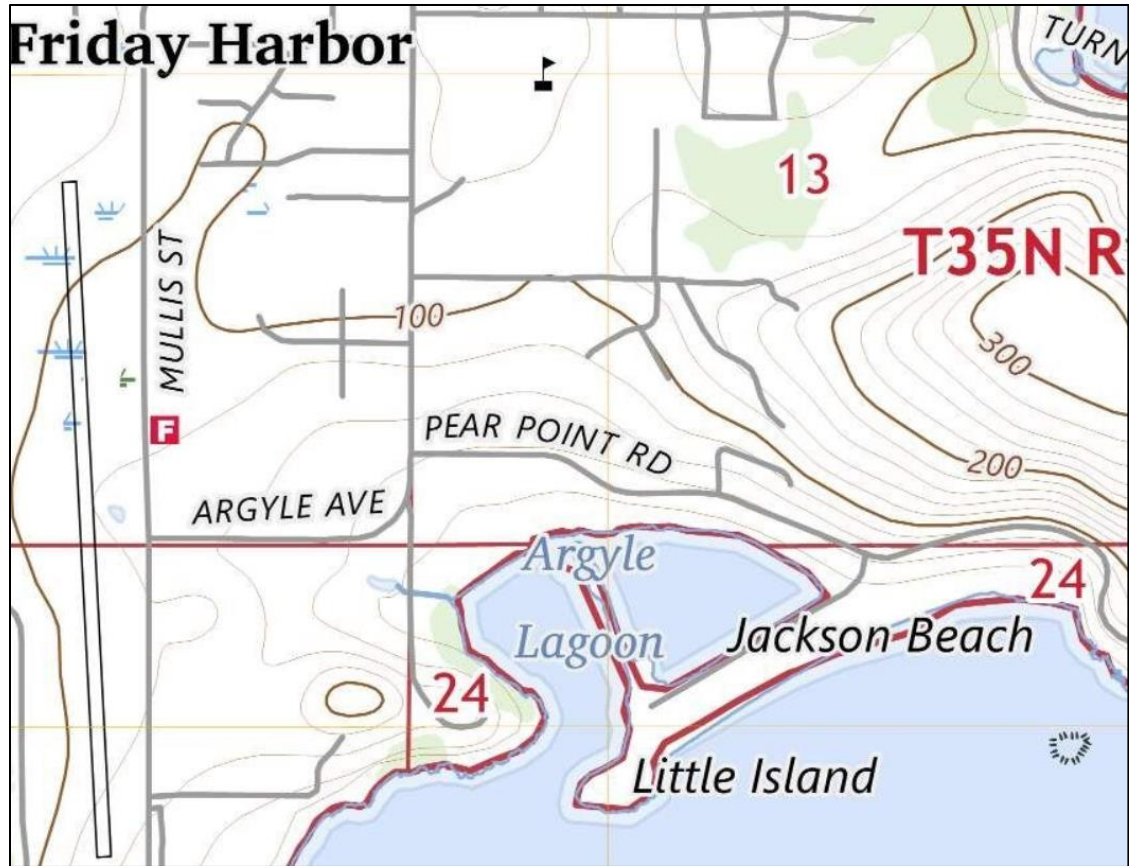 Friday Harbor
TURN
13
T35N R
MULLIS ST
100
300
F
PEAR POINT RD
200
ARGYLE AVE
Argyle
Lagoon
24
Jackson Beach
24
Little Island